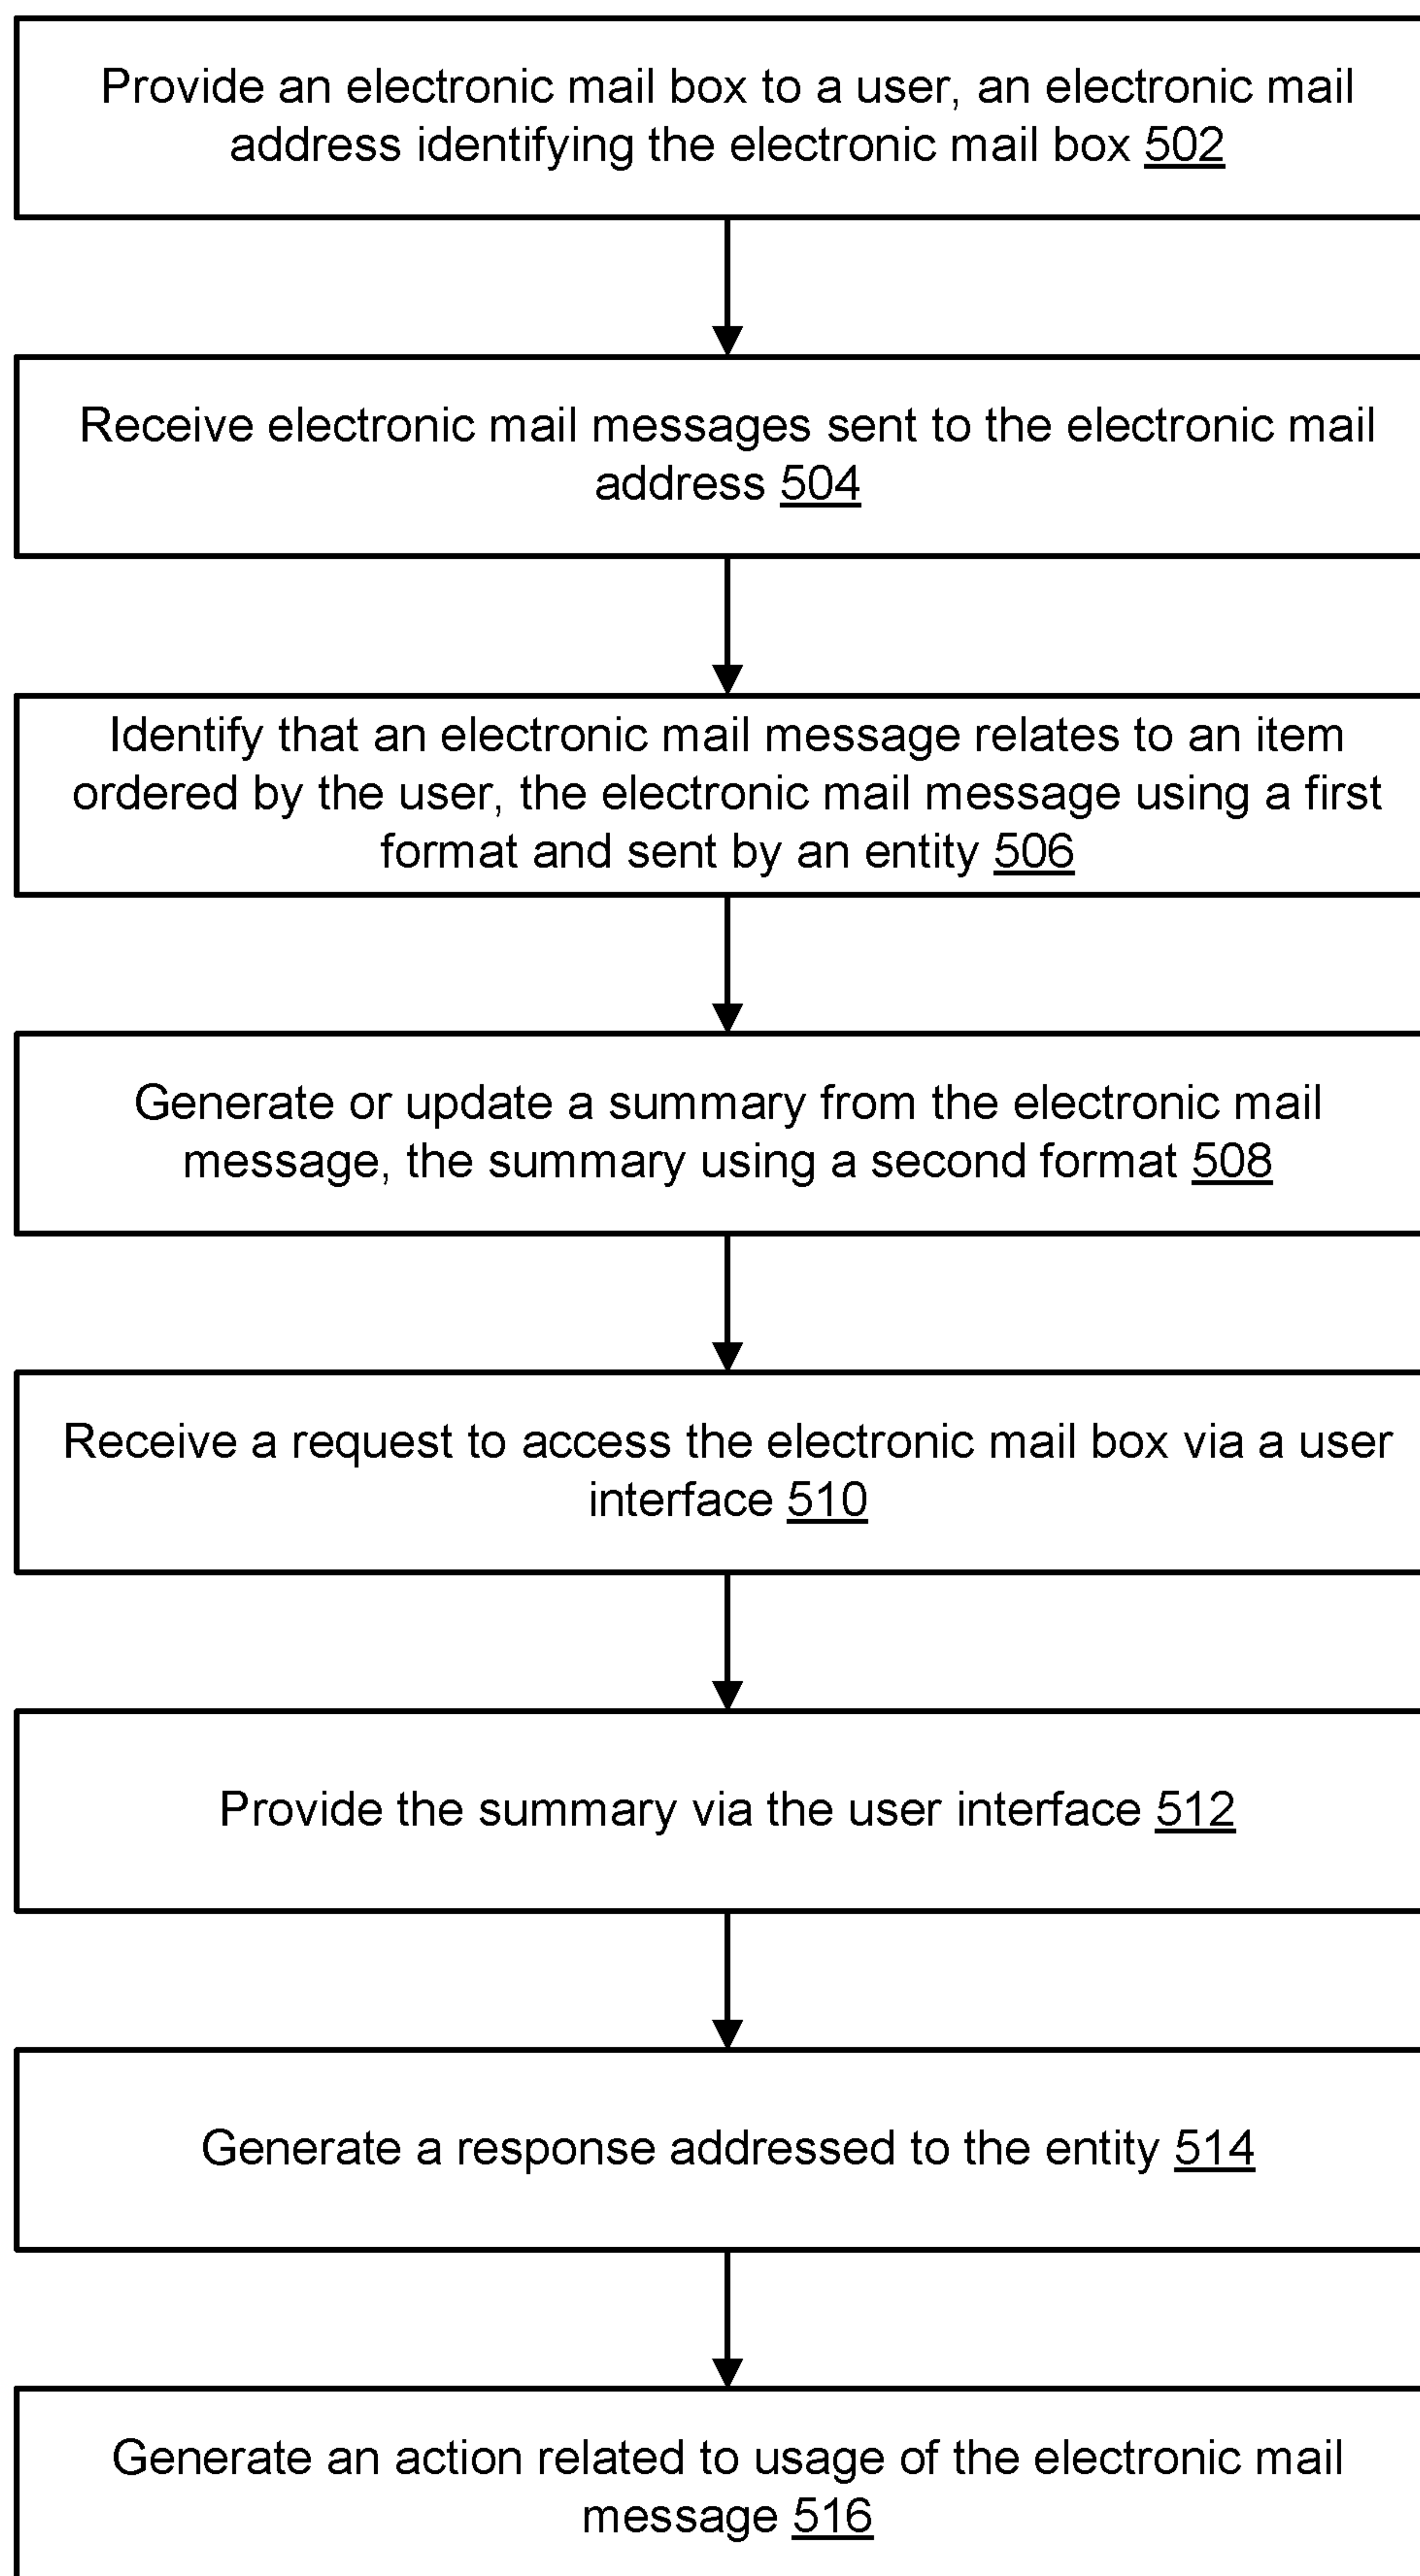 Provide an electronic mail box to a user, an electronic mail
address identifying the electronic mail box 502
Receive electronic mail messages sent to the electronic mail
address 504
Identify that an electronic mail message relates to an item
ordered by the user, the electronic mail message using a first
format and sent by an entity 506
Generate or update a summary from the electronic mail
message, the summary using a second format 508
Receive a request to access the electronic mail box via a user
interface 510
Provide the summary via the user interface 512
Generate a response addressed to the entity 514
Generate an action related to usage of the electronic mail
message 516